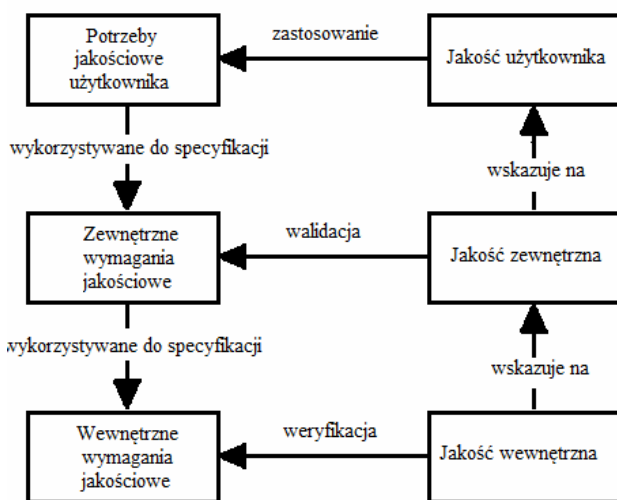 Potrzeby
jakościowe
użytkownika
zastosowanie
Jakość użytkownika
wykorzystywane do specyfikacji
wskazuje na
Zewnętrzne
wymagania
jakościowe
walidacja
Jakość zewnętrzna
wykorzystywane do specyfikacji
wskazuje na
Wewnętrzne
wymagania
jakościowe
weryfikacja
Jakość wewnętrzna